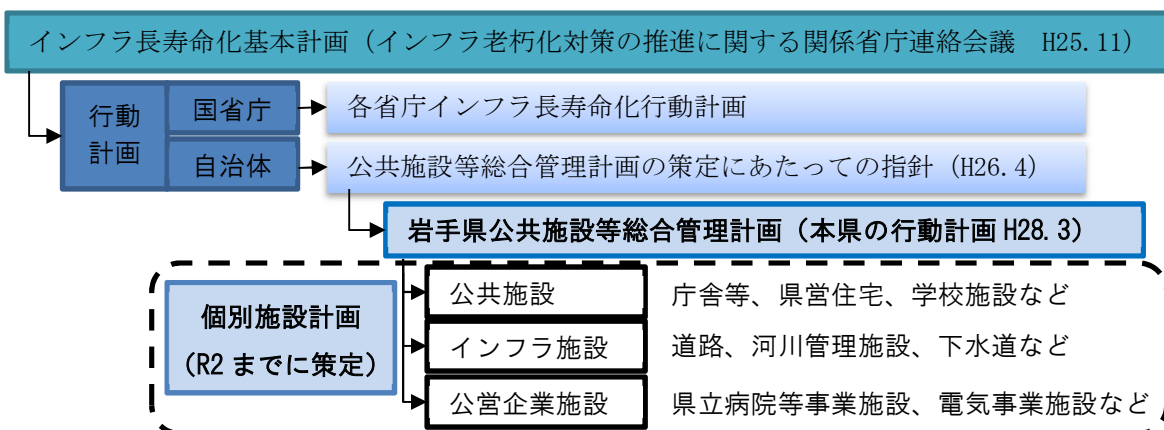 インフラ長寿命化基本計画（インフラ老朽化対策の推進に関する関係省庁連絡会議　H25.11）
行動
計画
国省庁
各省庁インフラ長寿命化行動計画
自治体
公共施設等総合管理計画の策定にあたっての指針（H26.4）
岩手県公共施設等総合管理計画（本県の行動計画 H28.3）
個別施設計画
（R2 までに策定）
公共施設
庁舎等、県営住宅、学校施設など
インフラ施設
道路、河川管理施設、下水道など
公営企業施設
県立病院等事業施設、電気事業施設など